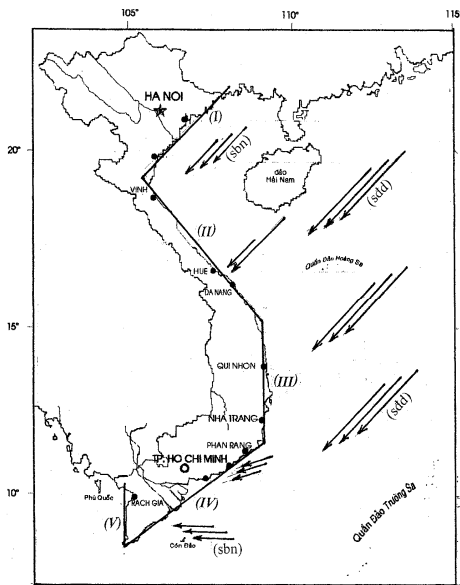 105° 110°
HA NOI
(I)
(sbn)
20°
đảo
Hải Nam
VINH
(sdd)
(II)
Quần Đảo Hoàng Sa
HUE
DA NANG
15°
QUI NHON
(III)
(sdd)
NHA TRANG
PHAN RANG
TP. HO CHI MINH
10°
Phú Quốc
RACH GIA
(IV)
Quần Đảo Trường Sa
(V)
Côn Đảo
(sbn)